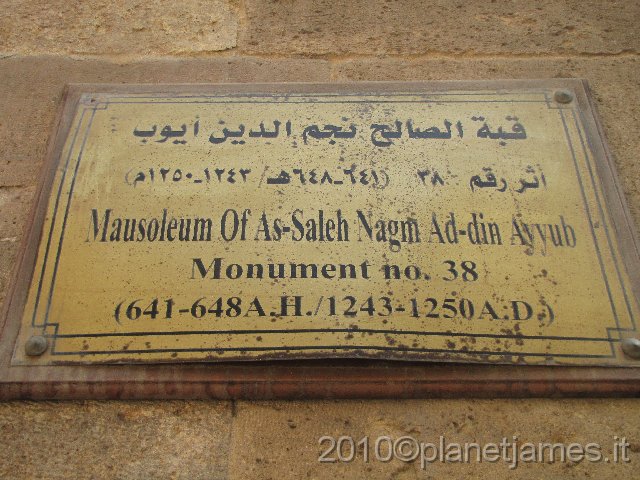 قبة الصالح نجم الدين أيوب
أثر رقم ٣٨ (٦٤١-٦٤٨هـ/ ١٢٤٣-١٢٥٠م)
Mausoleum Of As-Saleh Nagm Ad-din Ayyub
Monument no. 38
(641-648A.H./1243-1250A.D.)
2010©planetjames.it